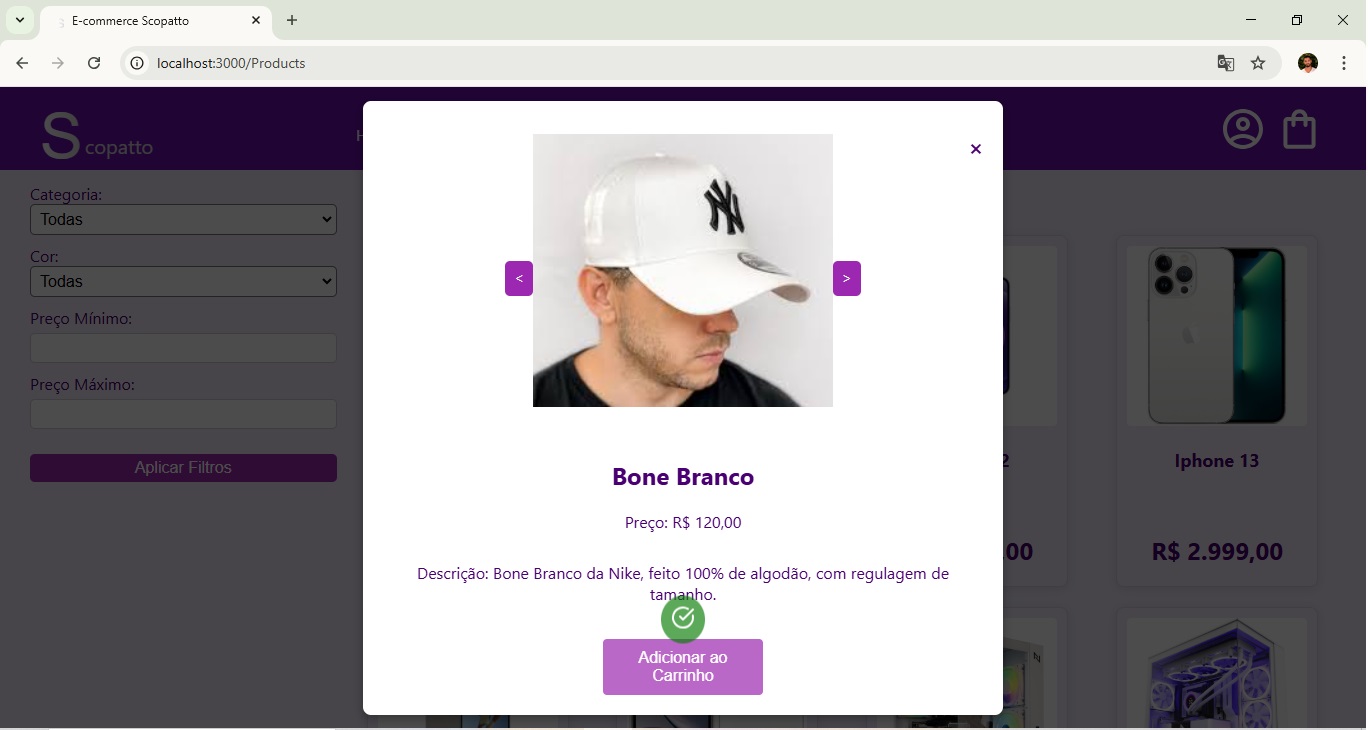 E-commerce Scopatto
localhost:3000/Products
Scopatto
H
Categoria:
Todas
Cor:
Todas
Preço Mínimo:
Preço Máximo:
Aplicar Filtros
×
NY
<
>
Bone Branco
Preço: R$ 120,00
Descrição: Bone Branco da Nike, feito 100% de algodão, com regulagem de
tamanho.
Adicionar ao
Carrinho
2
,00
Iphone 13
R$ 2.999,00